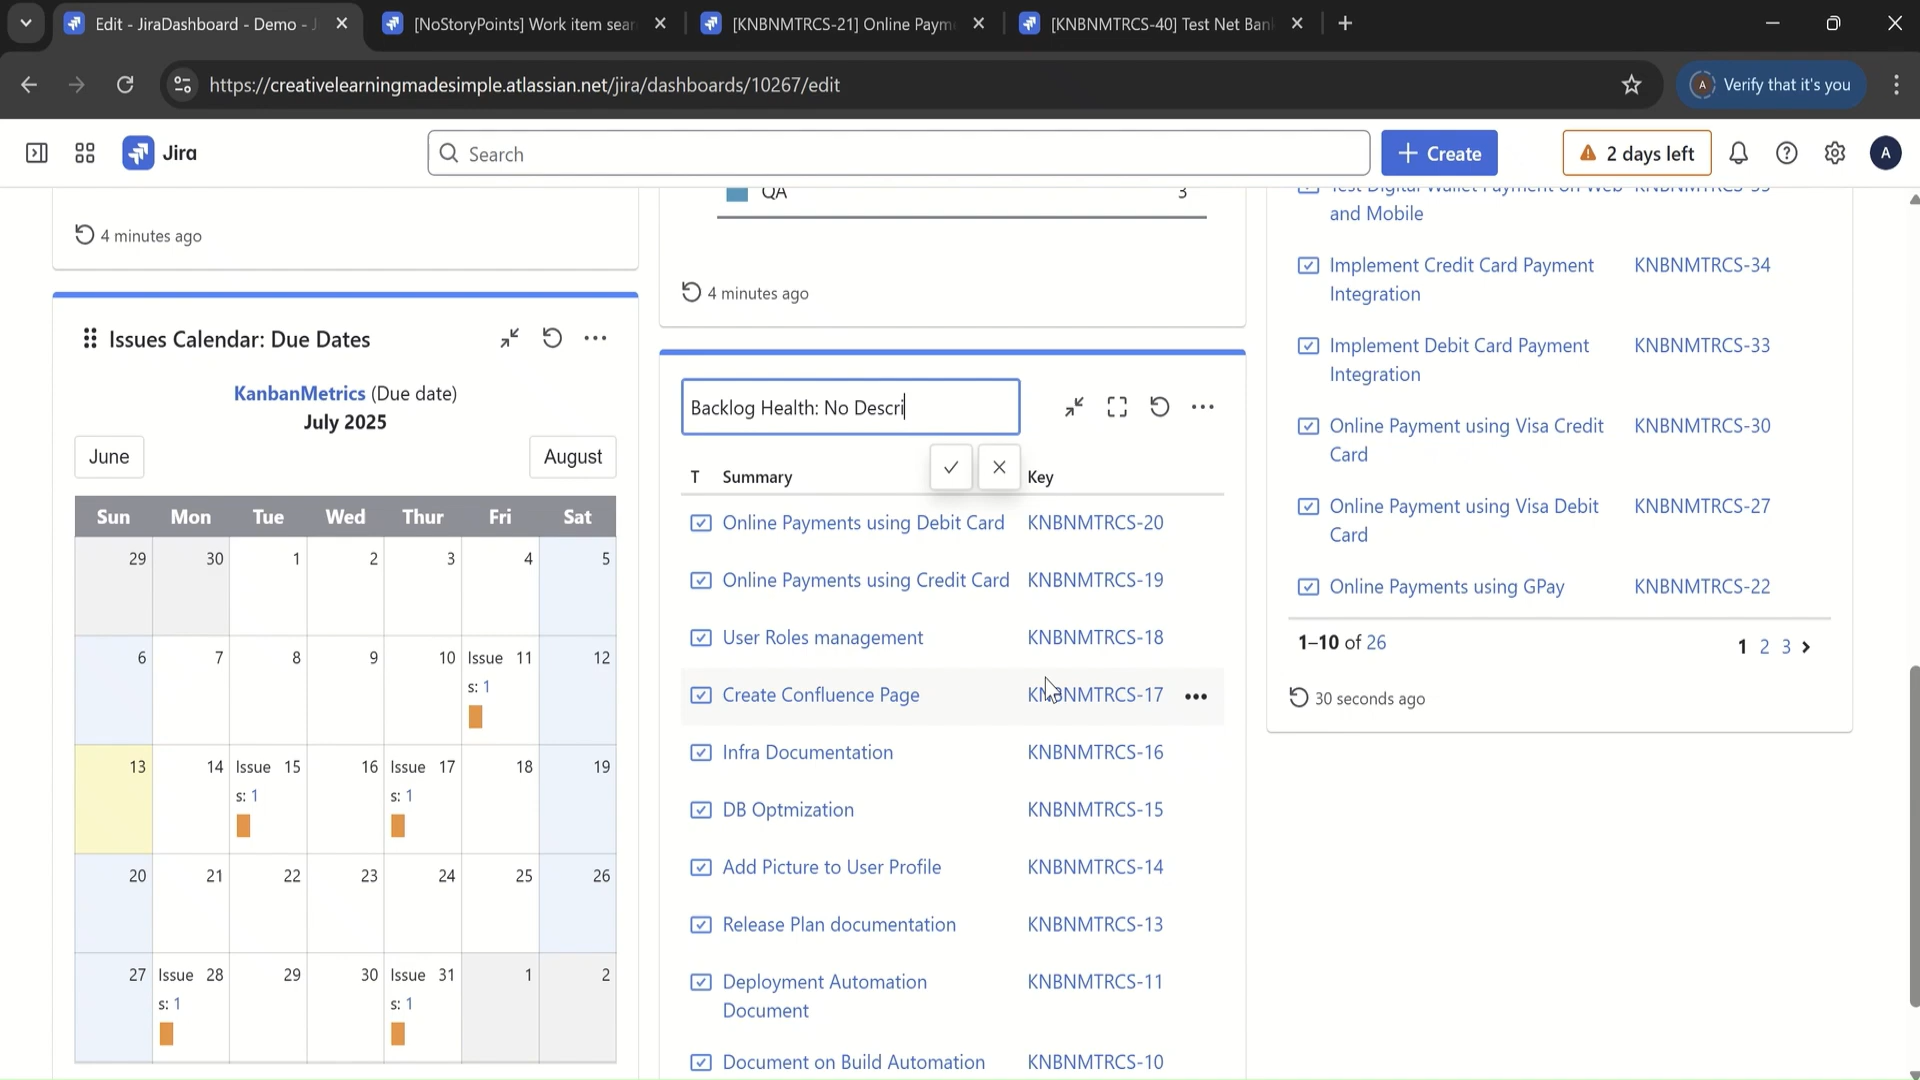 Edit - JiraDashboard - Demo - J
[NoStoryPoints] Work item sear
[KNBNMTRCS-21] Online Paym
[KNBNMTRCS-40] Test Net Ban
https://creativelearningmadesimple.atlassian.net/jira/dashboards/10267/edit
A
Verify that it's you
Jira
Search
Create
2 days left
A
4 minutes ago
Issues Calendar: Due Dates
KanbanMetrics (Due date)
July 2025
June
August
Sun Mon Tue Wed Thur Fri Sat
29 30 1 2 3 4 5
6 7 8 9 10 Issue 11 12
s: 1
13 14 Issue 15 16 Issue 17 18 19
s: 1 s: 1
20 21 22 23 24 25 26
27 Issue 28 29 30 Issue 31 1 2
s: 1 s: 1
QA 3
4 minutes ago
Backlog Health: No Descri
T Summary Key
Online Payments using Debit Card KNBNMTRCS-20
Online Payments using Credit Card KNBNMTRCS-19
User Roles management KNBNMTRCS-18
Create Confluence Page KNBNMTRCS-17
Infra Documentation KNBNMTRCS-16
DB Optmization KNBNMTRCS-15
Add Picture to User Profile KNBNMTRCS-14
Release Plan documentation KNBNMTRCS-13
Deployment Automation KNBNMTRCS-11
Document
Document on Build Automation KNBNMTRCS-10
Test Digital Wallet Payment on Web
and Mobile
Implement Credit Card Payment KNBNMTRCS-34
Integration
Implement Debit Card Payment KNBNMTRCS-33
Integration
Online Payment using Visa Credit KNBNMTRCS-30
Card
Online Payment using Visa Debit KNBNMTRCS-27
Card
Online Payments using GPay KNBNMTRCS-22
1–10 of 26
1 2 3
30 seconds ago